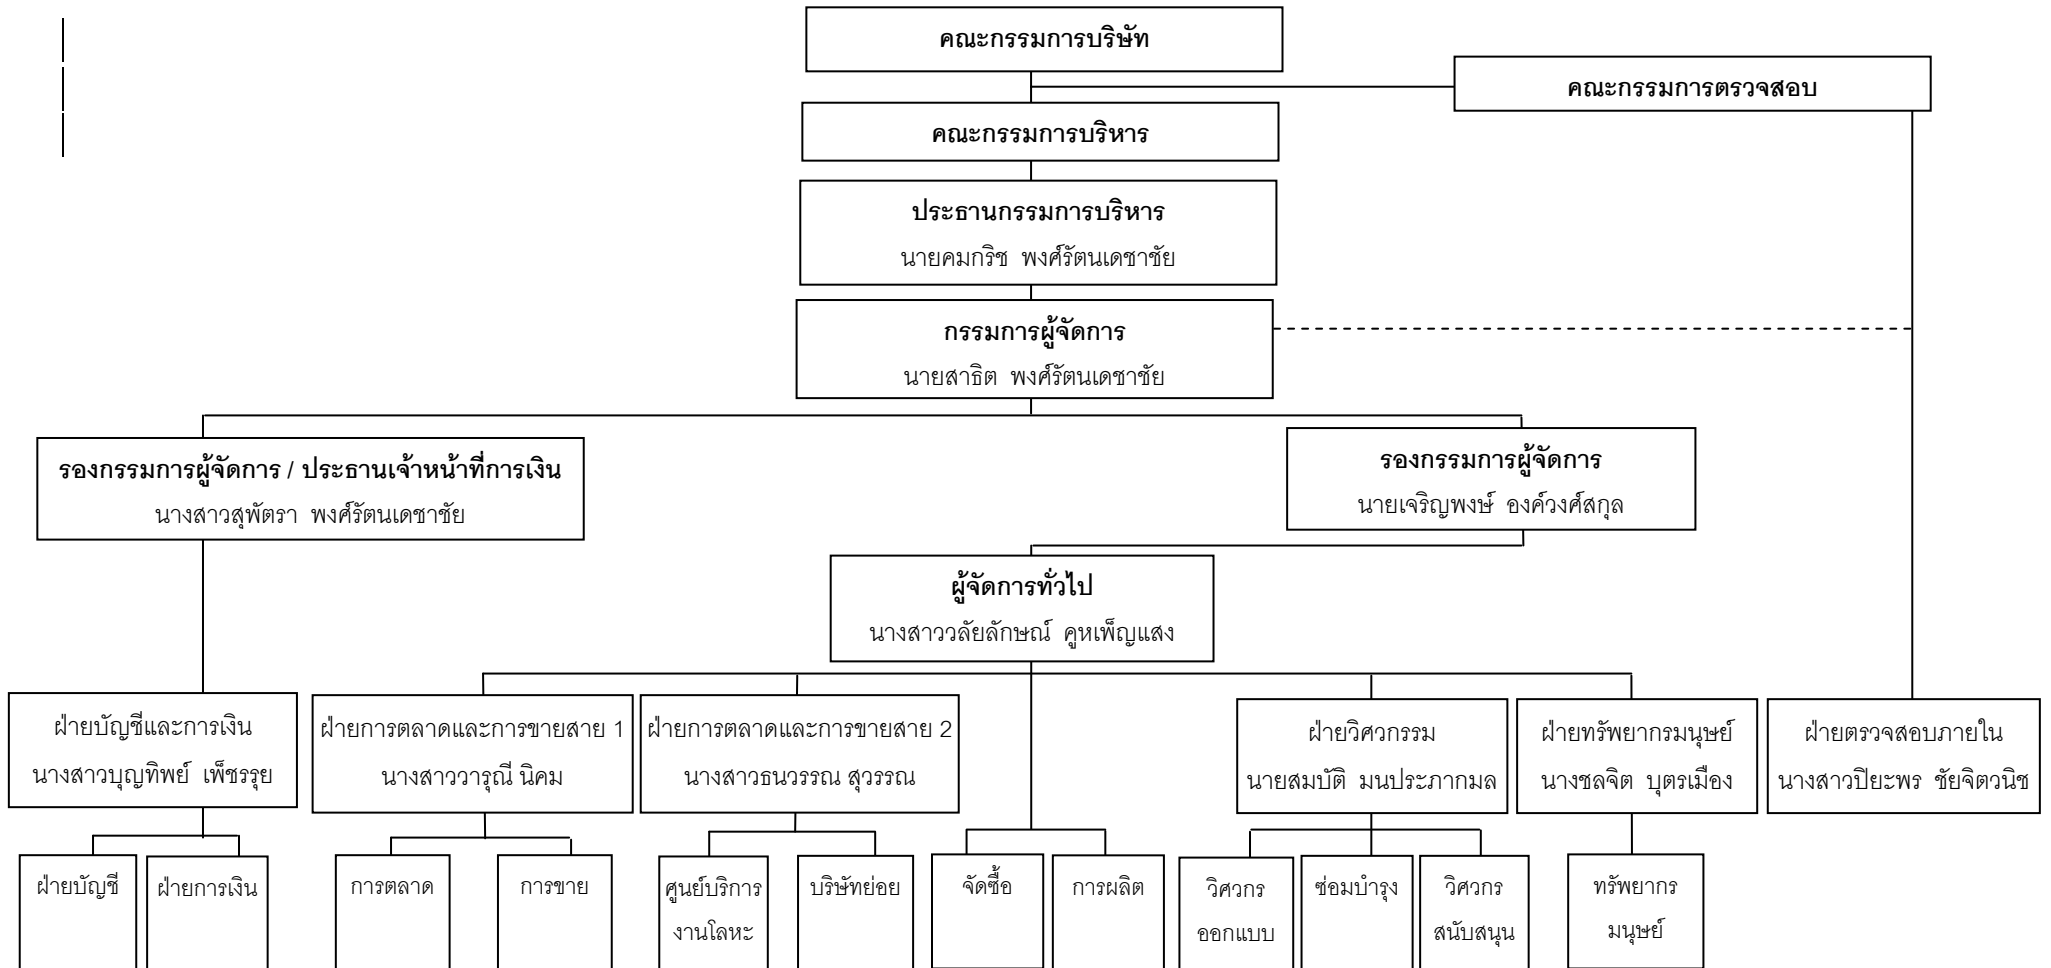 คณะกรรมการบริษัท
คณะกรรมการตรวจสอบ
คณะกรรมการบริหาร
ประธานกรรมการบริหาร
นายคมกริช พงศ์รัตนเดชาชัย
กรรมการผู้จัดการ
นายสาธิต พงศ์รัตนเดชาชัย
รองกรรมการผู้จัดการ / ประธานเจ้าหน้าที่การเงิน
นางสาวสุพัตรา พงศ์รัตนเดชาชัย
รองกรรมการผู้จัดการ
นายเจริญพงษ์ องค์วงศ์สกุล
ผู้จัดการทั่วไป
นางสาววลัยลักษณ์ คูหเพ็ญแสง
ฝ่ายบัญชีและการเงิน
นางสาวบุญทิพย์ เพ็ชรรุย
ฝ่ายการตลาดและการขายสาย 1
นางสาววารุณี นิคม
ฝ่ายการตลาดและการขายสาย 2
นางสาวธนวรรณ สุวรรณ
ฝ่ายวิศวกรรม
นายสมบัติ มนประภากมล
ฝ่ายทรัพยากรมนุษย์
นางชลจิต บุตรเมือง
ฝ่ายตรวจสอบภายใน
นางสาวปิยะพร ชัยจิตวนิช
ฝ่ายบัญชี
ฝ่ายการเงิน
การตลาด
การขาย
ศูนย์บริการ
งานโลหะ
บริษัทย่อย
จัดซื้อ
การผลิต
วิศวกร
ออกแบบ
ซ่อมบำรุง
วิศวกร
สนับสนุน
ทรัพยากร
มนุษย์